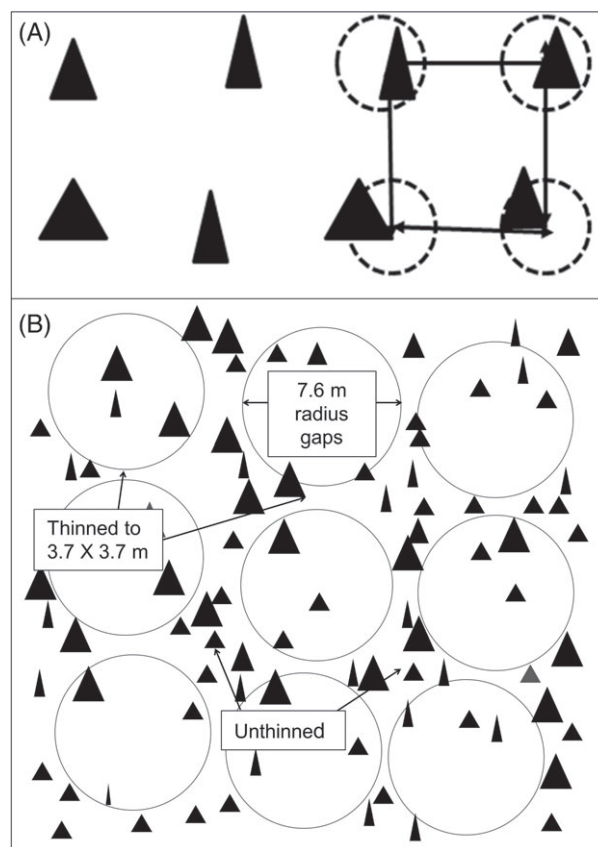 (A)
(B)
7.6 m
radius
gaps
Thinned to
3.7 X 3.7 m
Unthinned